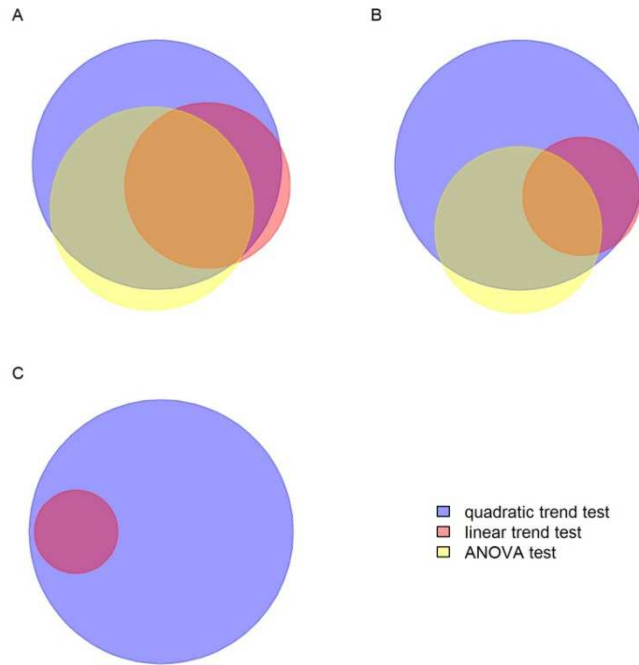 A
B
C
quadratic trend test
linear trend test
ANOVA test